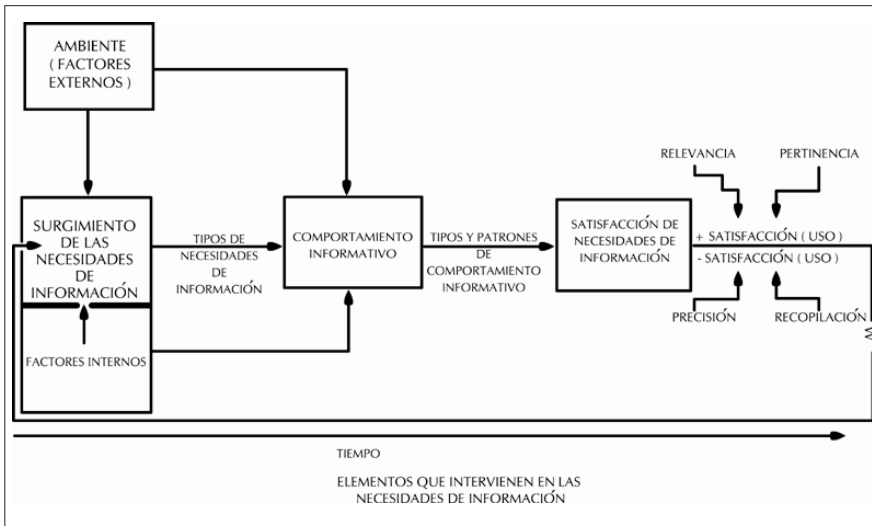 AMBIENTE
( FACTORES
EXTERNOS )
RELEVANCIA
PERTINENCIA
SURGIMIENTO
DE LAS
NECESIDADES
DE
INFORMACIÓN
TIPOS DE
NECESIDADES
DE
INFORMACIÓN
COMPORTAMIENTO
INFORMATIVO
TIPOS Y PATRONES
DE
COMPORTAMIENTO
INFORMATIVO
SATISFACCIÓN DE
NECESIDADES DE
INFORMACIÓN
+ SATISFACCIÓN ( USO )
- SATISFACCIÓN ( USO )
PRECISIÓN
RECOPILACIÓN
FACTORES INTERNOS
TIEMPO
ELEMENTOS QUE INTERVIENEN EN LAS
NECESIDADES DE INFORMACIÓN